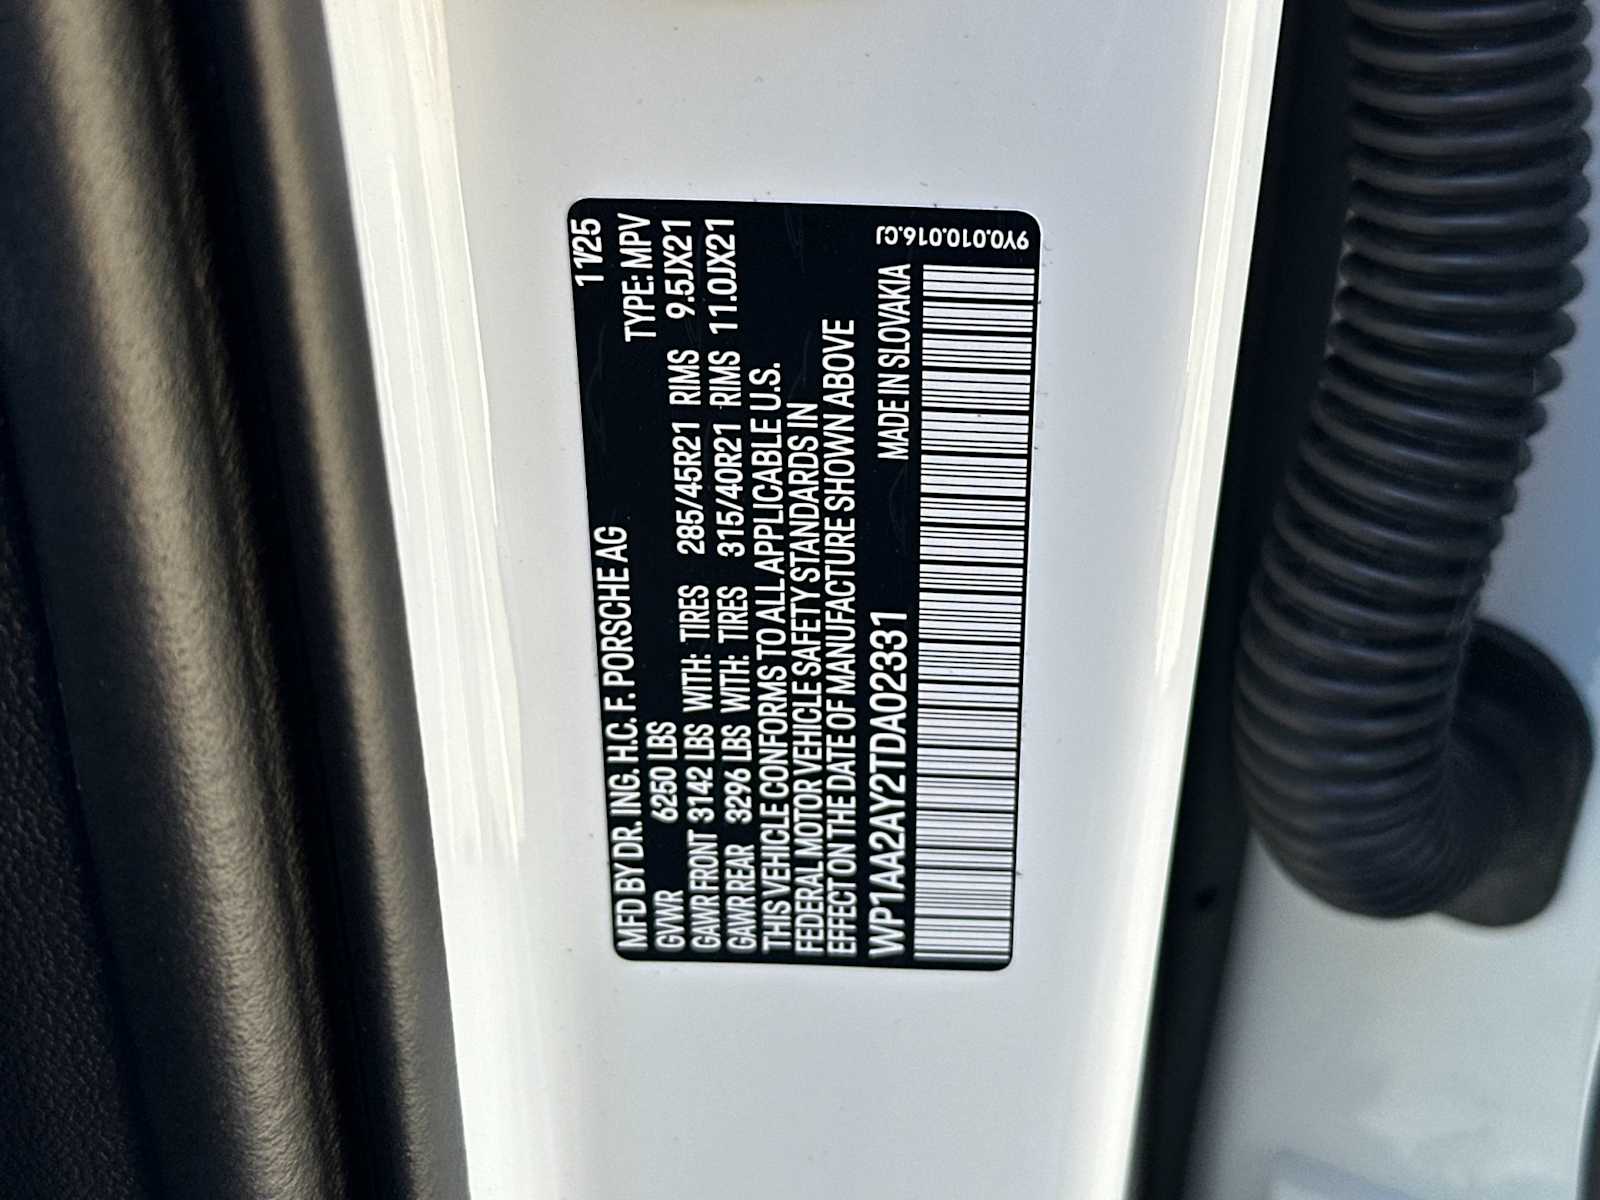 MFD BY DR. ING. H.C. F. PORSCHE AG 11/25
GVWR 6250 LBS TYPE: MPV
GAWR FRONT 3142 LBS WITH: TIRES 285/45R21 RIMS 9.5JX21
GAWR REAR 3296 LBS WITH: TIRES 315/40R21 RIMS 11.0JX21
THIS VEHICLE CONFORMS TO ALL APPLICABLE U.S.
FEDERAL MOTOR VEHICLE SAFETY STANDARDS IN
EFFECT ON THE DATE OF MANUFACTURE SHOWN ABOVE
WP1AA2AY2TDA02331 MADE IN SLOVAKIA
9Y0.010.016.CJ